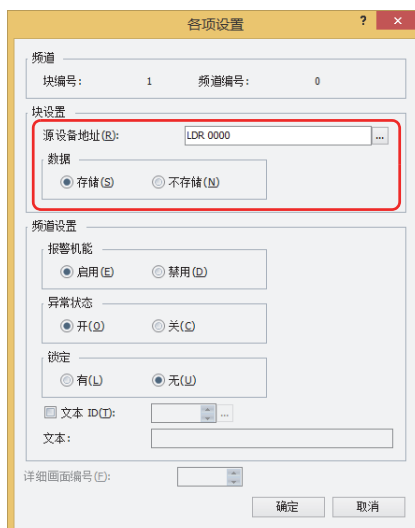 各项设置 ? ×
频道
块编号: 1 频道编号: 0
块设置
源设备地址(R): LDR 0000 ...
数据
存储(S) 不存储(N)
频道设置
报警机能
启用(E) 禁用(D)
异常状态
开(O) 关(C)
锁定
有(L) 无(U)
文本 ID(T): ...
文本:
详细画面编号(F):
确定 取消